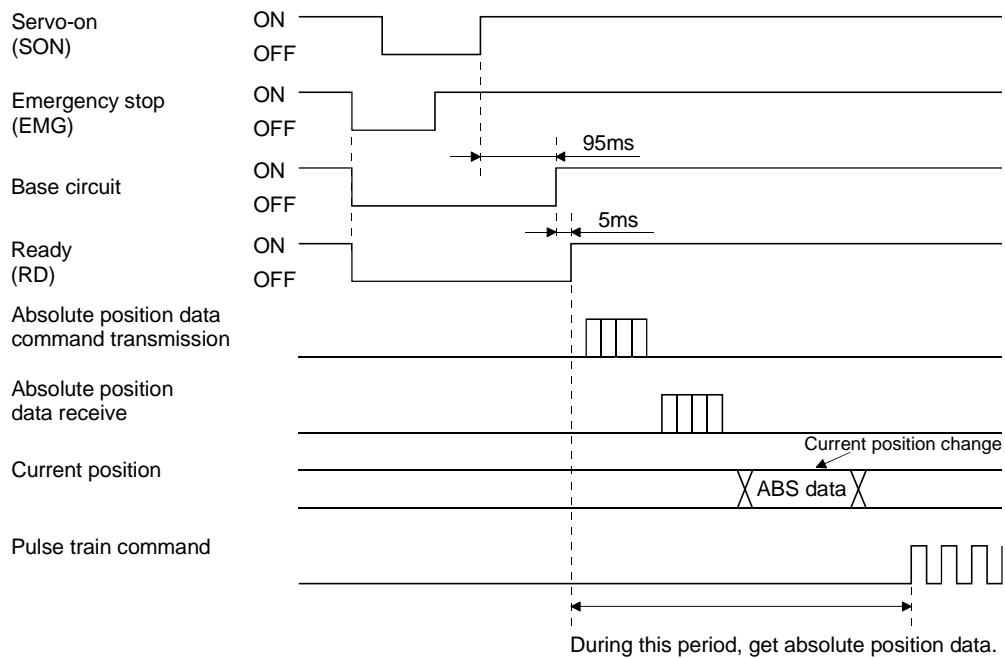 Servo-on
(SON)
ON
OFF
Emergency stop
(EMG)
ON
OFF
95ms
Base circuit
ON
OFF
5ms
Ready
(RD)
ON
OFF
Absolute position data
command transmission
Absolute position
data receive
Current position change
Current position
ABS data
Pulse train command
During this period, get absolute position data.